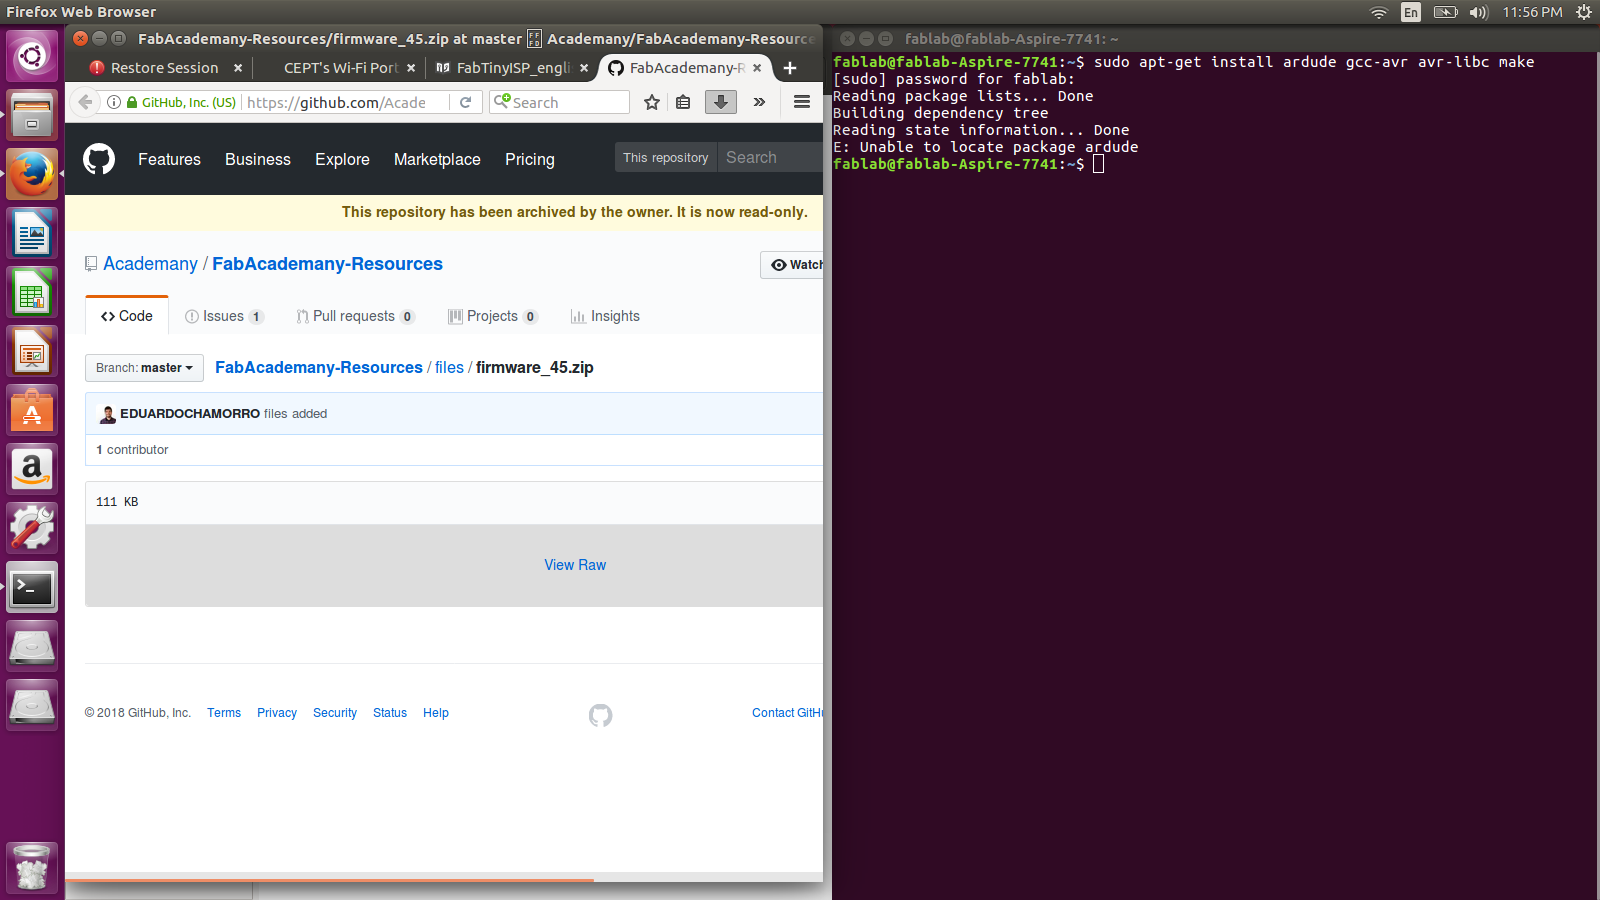 Firefox Web Browser
En
11:56 PM
FabAcademany-Resources/firmware_45.zip at master Academany/FabAcademany-Resource
Restore Session
CEPT's Wi-Fi Port
FabTinyISP_engli
FabAcademany-R
GitHub, Inc. (US)
https://github.com/Acade
Search
Features
Business
Explore
Marketplace
Pricing
This repository
Search
This repository has been archived by the owner. It is now read-only.
Academany / FabAcademany-Resources
Watch
Code
Issues 1
Pull requests 0
Projects 0
Insights
Branch: master
FabAcademany-Resources / files / firmware_45.zip
EDUARDOCHAMORRO files added
1 contributor
111 KB
View Raw
© 2018 GitHub, Inc.
Terms
Privacy
Security
Status
Help
Contact GitHu
fablab@fablab-Aspire-7741: ~
fablab@fablab-Aspire-7741:~$ sudo apt-get install ardude gcc-avr avr-libc make
[sudo] password for fablab:
Reading package lists... Done
Building dependency tree
Reading state information... Done
E: Unable to locate package ardude
fablab@fablab-Aspire-7741:~$